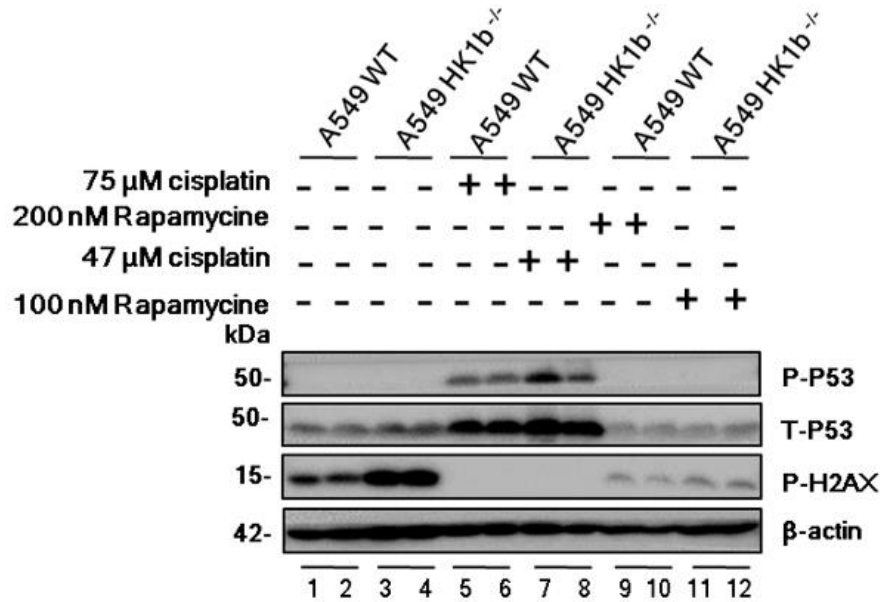 A549 WT A549 HK1b-/- A549 WT A549 HK1b-/- A549 WT A549 HK1b-/-
75 µM cisplatin - - - - + + - - - - - -
200 nM Rapamycine - - - - - - - - + + - -
47 µM cisplatin - - - - - - + + - - - -
100 nM Rapamycine - - - - - - - - - - + +
kDa
50- P-P53
50- T-P53
15- P-H2AX
42- β-actin
1 2 3 4 5 6 7 8 9 10 11 12